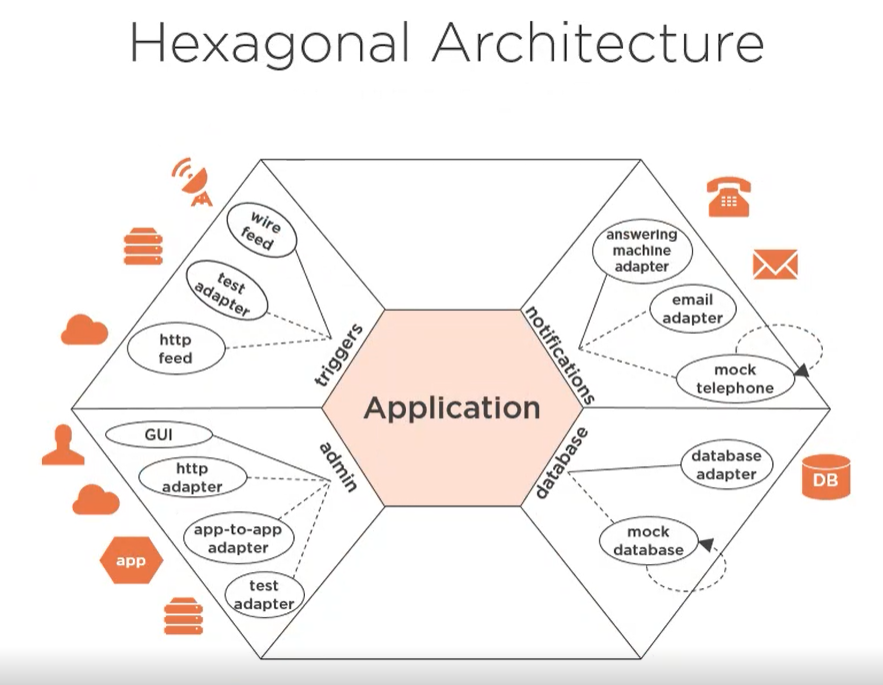 Hexagonal Architecture
wire
feed
test
adapter
http
feed
triggers
answering
machine
adapter
email
adapter
mock
telephone
notifications
Application
GUI
http
adapter
app-to-app
adapter
test
adapter
admin
app
database
database
adapter
mock
database
DB